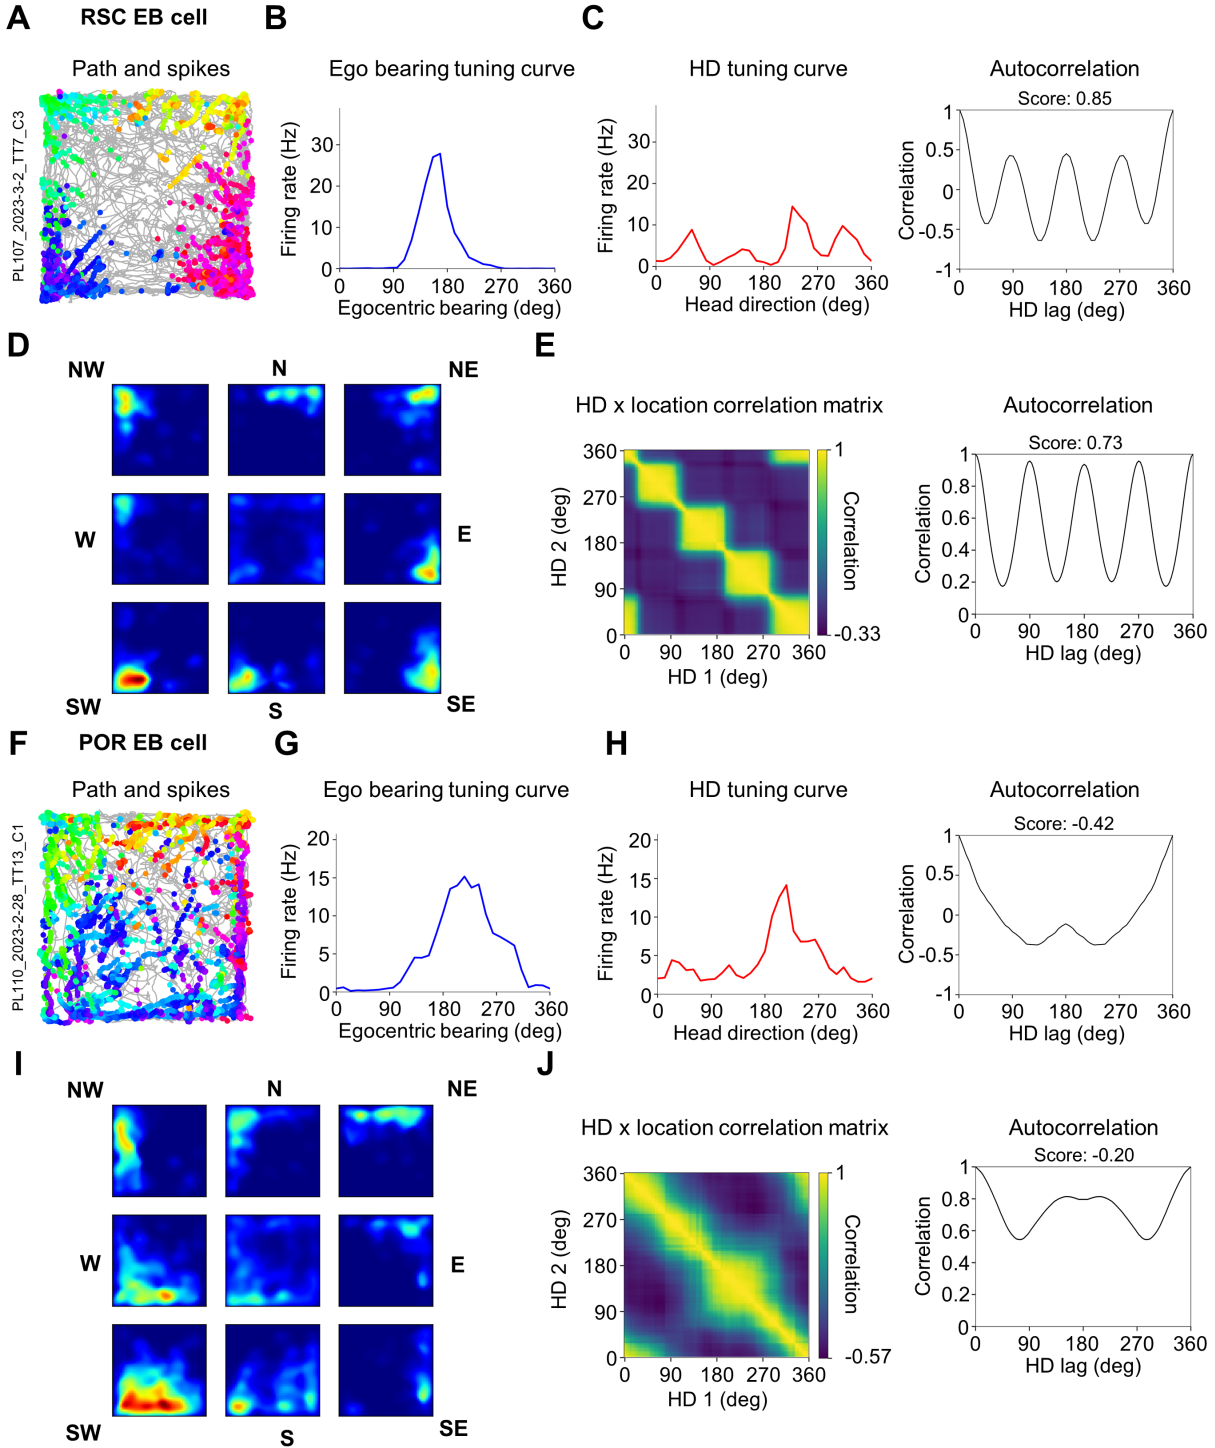 A RSC EB cell B C
Path and spikes Ego bearing tuning curve HD tuning curve Autocorrelation
Score: 0.85
PL107_2023-3-2_TT7_C3
Firing rate (Hz)
30
20
10
0
0 90 180 270 360
Egocentric bearing (deg)
Firing rate (Hz)
30
20
10
0
0 90 180 270 360
Head direction (deg)
Correlation
1
0.5
0
-0.5
-1
0 90 180 270 360
HD lag (deg)
D E
NW N NE
W E
SW S SE
HD x location correlation matrix Autocorrelation
Score: 0.73
HD 2 (deg)
360
270
180
90
0
0 90 180 270 360
HD 1 (deg)
1
Correlation
-0.33
Correlation
1
0.8
0.6
0.4
0.2
0
0 90 180 270 360
HD lag (deg)
F POR EB cell G H
Path and spikes Ego bearing tuning curve HD tuning curve Autocorrelation
Score: -0.42
PL110_2023-2-28_TT13_C1
Firing rate (Hz)
20
15
10
5
0
0 90 180 270 360
Egocentric bearing (deg)
Firing rate (Hz)
20
15
10
5
0
0 90 180 270 360
Head direction (deg)
Correlation
1
0.5
0
-0.5
-1
0 90 180 270 360
HD lag (deg)
I J
NW N NE
W E
SW S SE
HD x location correlation matrix Autocorrelation
Score: -0.20
HD 2 (deg)
360
270
180
90
0
0 90 180 270 360
HD 1 (deg)
1
Correlation
-0.57
Correlation
1
0.8
0.6
0.4
0.2
0
0 90 180 270 360
HD lag (deg)